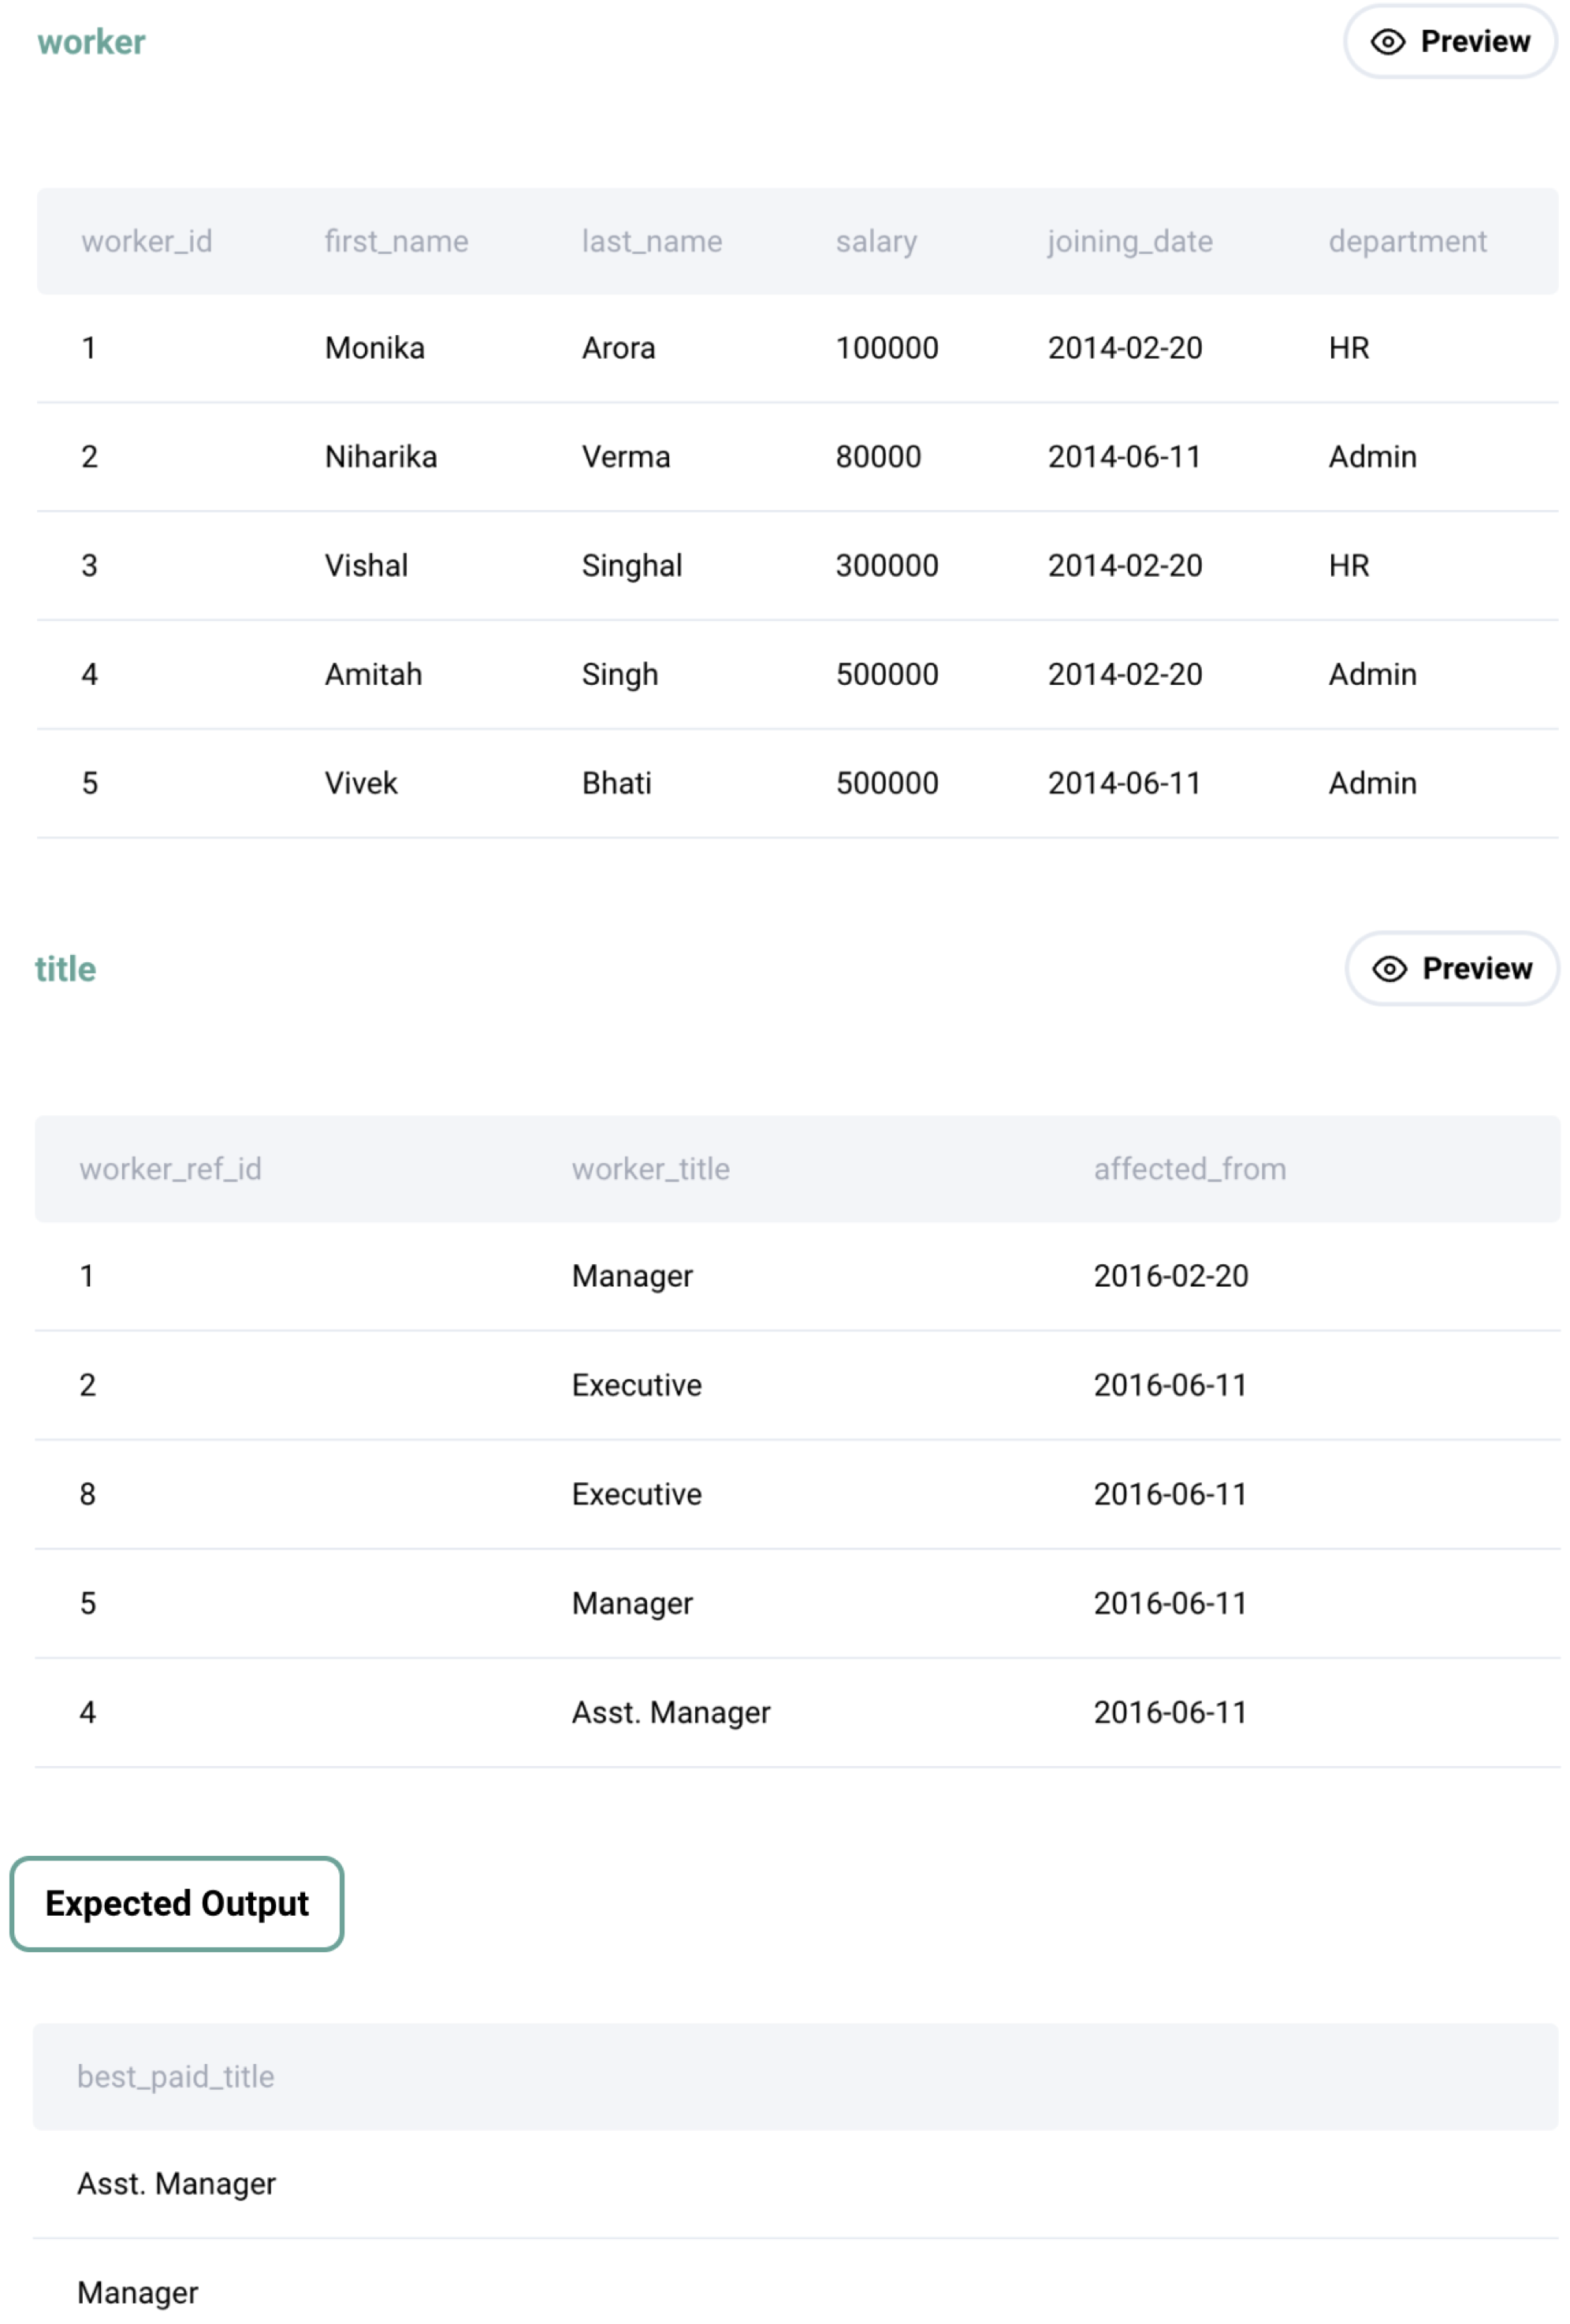 worker Preview
worker_id first_name last_name salary joining_date department
1 Monika Arora 100000 2014-02-20 HR
2 Niharika Verma 80000 2014-06-11 Admin
3 Vishal Singhal 300000 2014-02-20 HR
4 Amitah Singh 500000 2014-02-20 Admin
5 Vivek Bhati 500000 2014-06-11 Admin
title Preview
worker_ref_id worker_title affected_from
1 Manager 2016-02-20
2 Executive 2016-06-11
8 Executive 2016-06-11
5 Manager 2016-06-11
4 Asst. Manager 2016-06-11
Expected Output
best_paid_title
Asst. Manager
Manager